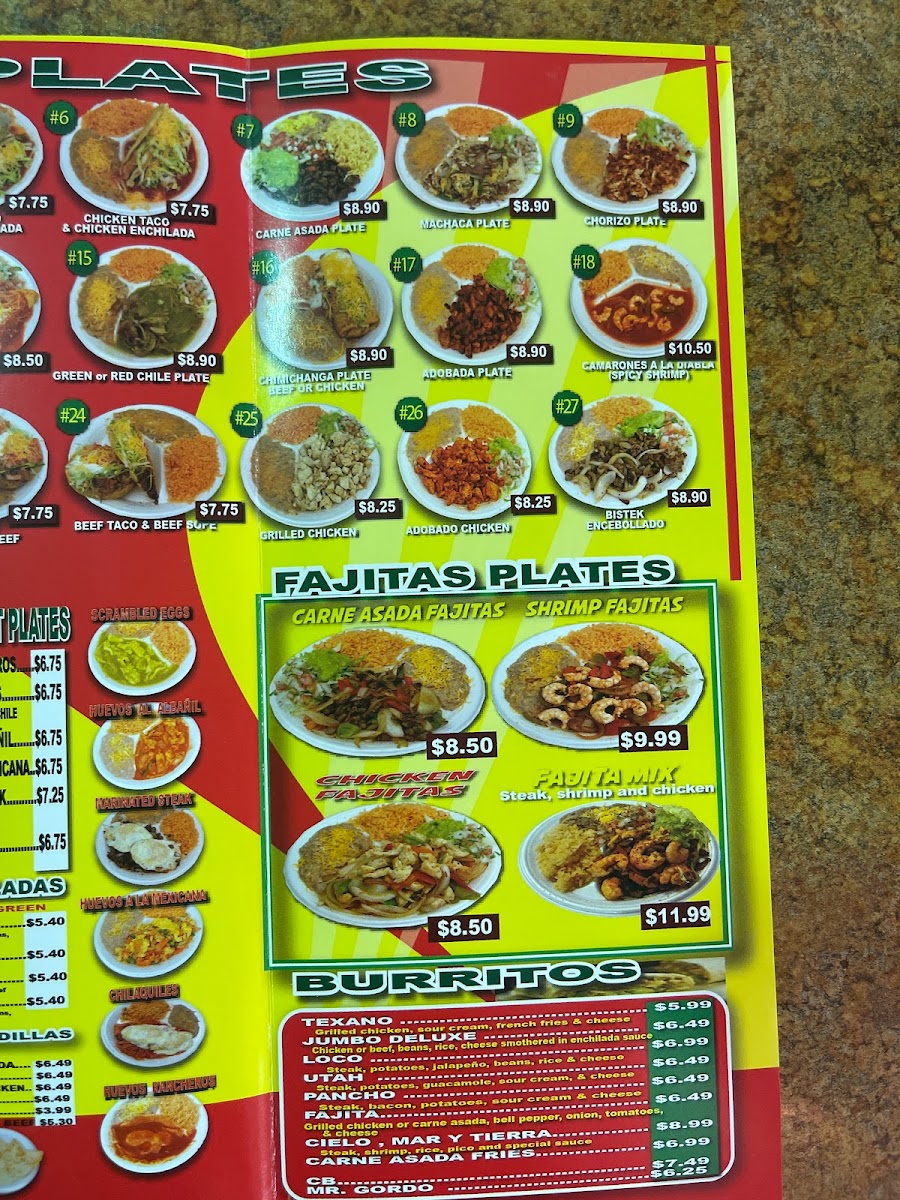 PLATES
#6
#7
#8
#9
$7.75
$7.75
$8.90
$8.90
$8.90
ADA
CHICKEN TACO
& CHICKEN ENCHILADA
CARNE ASADA PLATE
MACHACA PLATE
CHORIZO PLATE
#15
#16
#17
#18
$8.50
$8.90
$8.90
$8.90
$10.50
GREEN or RED CHILE PLATE
CHIMICHANGA PLATE
BEEF OR CHICKEN
ADOBADA PLATE
CAMARONES A LA DIABLA
(SPICY SHRIMP)
#24
#25
#26
#27
$7.75
$7.75
$8.25
$8.25
$8.90
EEF
BEEF TACO & BEEF SOPE
GRILLED CHICKEN
ADOBADO CHICKEN
BISTEK
ENCEBOLLADO
T PLATES
ROS......$6.75
$6.75
CHILE
ÑIL........$6.75
ICANA..$6.75
K...........$7.25
$6.75
ADAS
GREEN
$5.40
$5.40
$5.40
$5.40
DILLAS
DA.... $6.49
$6.49
KEN.. $6.49
$6.49
$3.99
BEEF $5.30
SCRAMBLED EGGS
HUEVOS AL ALBAÑIL
MARINATED STEAK
HUEVOS A LA MEXICANA
CHILAQUILES
HUEVOS RANCHEROS
FAJITAS PLATES
CARNE ASADA FAJITAS
SHRIMP FAJITAS
$8.50
$9.99
CHICKEN
FAJITAS
FAJITA MIX
Steak, shrimp and chicken
$8.50
$11.99
BURRITOS
TEXANO $5.99
Grilled chicken, sour cream, french fries & cheese
JUMBO DELUXE $6.49
Chicken or beef, beans, rice, cheese smothered in enchilada sauce
LOCO $6.99
Steak, potatoes, jalapeño, beans, rice & cheese
UTAH $6.49
Steak, potatoes, guacamole, sour cream, & cheese
PANCHO $6.49
Steak, bacon, potatoes, sour cream & cheese
FAJITA $6.49
Grilled chicken or carne asada, bell pepper, onion, tomatoes,
& cheese
CIELO , MAR Y TIERRA $8.99
Steak, shrimp, rice, pico and special sauce
CARNE ASADA FRIES $6.99
CB $7.49
MR. GORDO $6.25